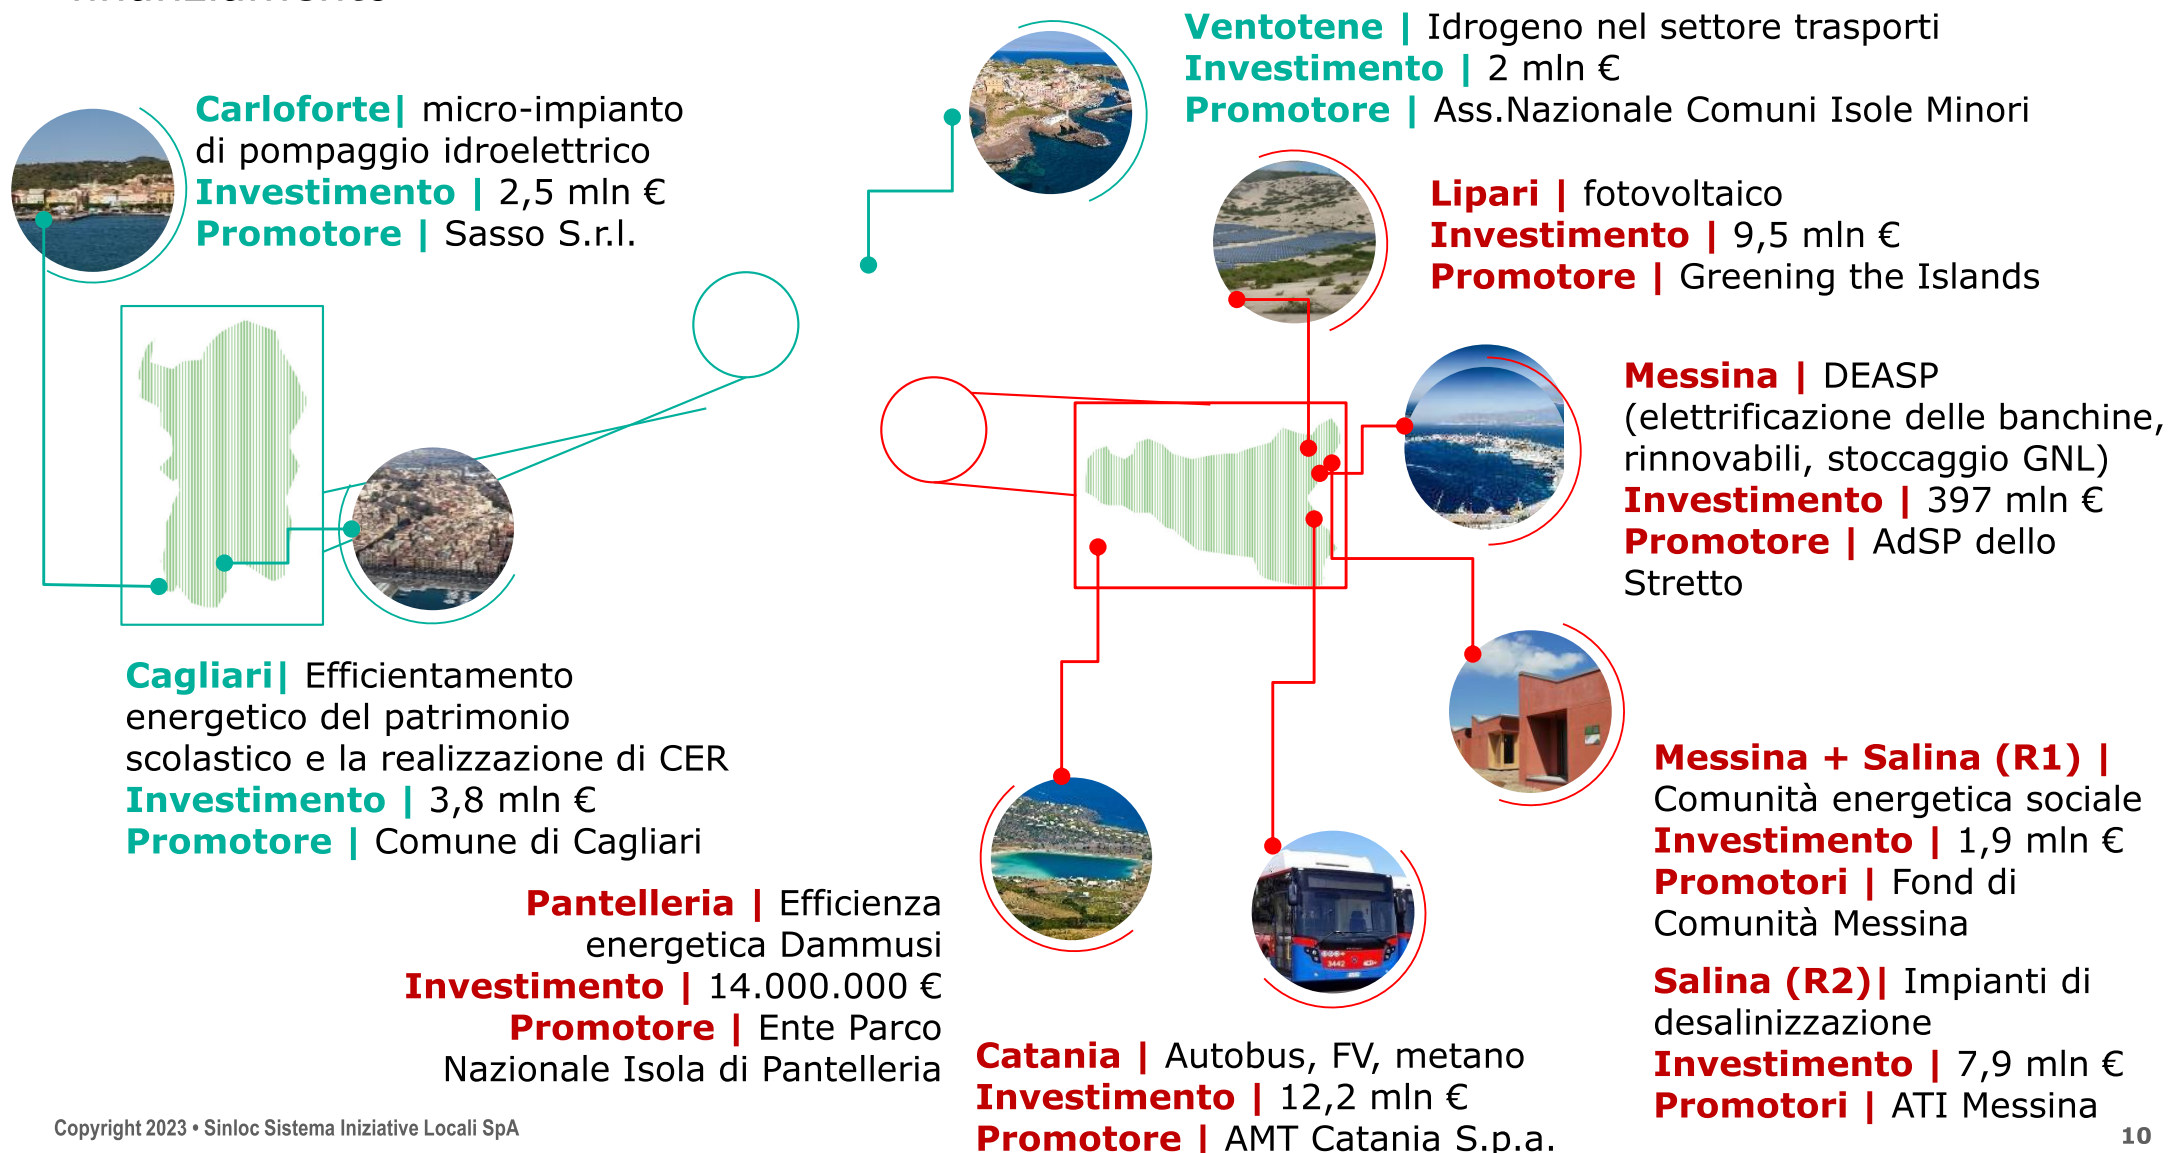 Ventotene | Idrogeno nel settore trasporti
Investimento | 2 mln €
Promotore | Ass.Nazionale Comuni Isole Minori
Carloforte| micro-impianto
di pompaggio idroelettrico
Investimento | 2,5 mln €
Promotore | Sasso S.r.l.
Lipari | fotovoltaico
Investimento | 9,5 mln €
Promotore | Greening the Islands
Messina | DEASP
(elettrificazione delle banchine,
rinnovabili, stoccaggio GNL)
Investimento | 397 mln €
Promotore | AdSP dello
Stretto
Cagliari| Efficientamento
energetico del patrimonio
scolastico e la realizzazione di CER
Investimento | 3,8 mln €
Promotore | Comune di Cagliari
Messina + Salina (R1) |
Comunità energetica sociale
Investimento | 1,9 mln €
Promotori | Fond di
Comunità Messina
Pantelleria | Efficienza
energetica Dammusi
Investimento | 14.000.000 €
Promotore | Ente Parco
Nazionale Isola di Pantelleria
3442
Salina (R2)| Impianti di
desalinizzazione
Investimento | 7,9 mln €
Promotori | ATI Messina
Catania | Autobus, FV, metano
Investimento | 12,2 mln €
Promotore | AMT Catania S.p.a.
Copyright 2023 • Sinloc Sistema Iniziative Locali SpA
10